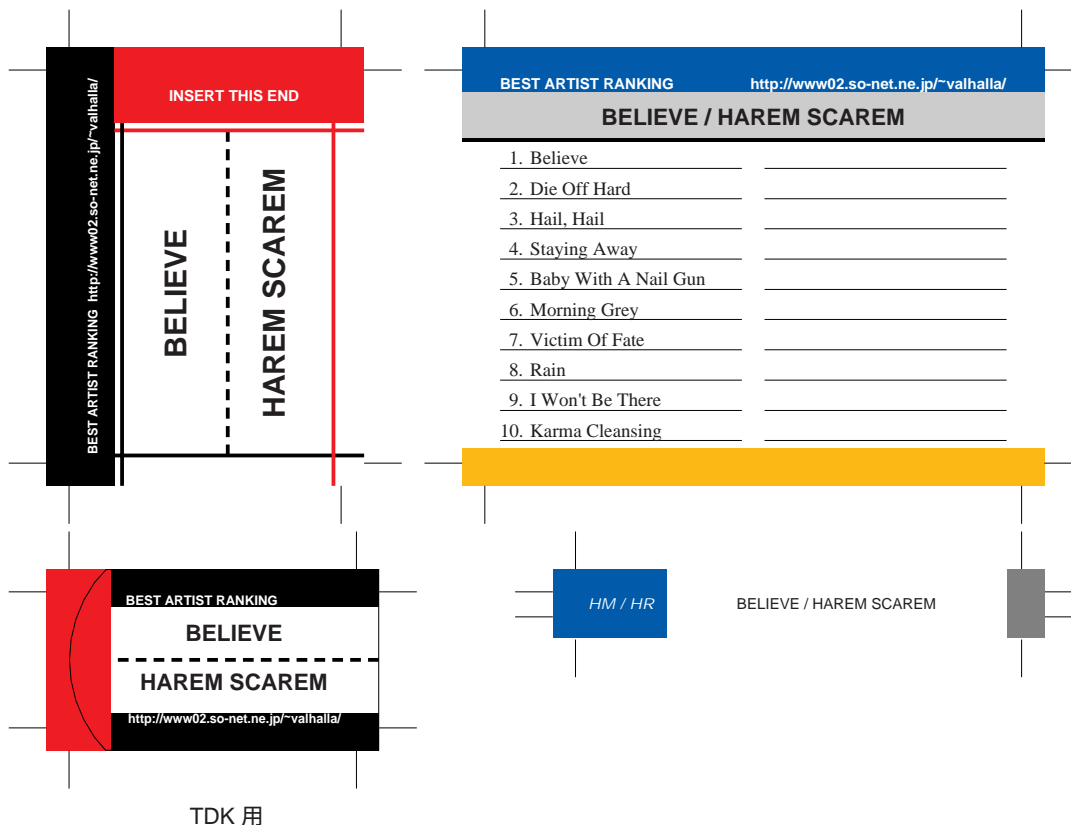 BEST ARTIST RANKING http://www02.so-net.ne.jp/~valhalla/
INSERT THIS END
BELIEVE
HAREM SCAREM
BEST ARTIST RANKING http://www02.so-net.ne.jp/~valhalla/
BELIEVE / HAREM SCAREM
1. Believe
2. Die Off Hard
3. Hail, Hail
4. Staying Away
5. Baby With A Nail Gun
6. Morning Grey
7. Victim Of Fate
8. Rain
9. I Won't Be There
10. Karma Cleansing
BEST ARTIST RANKING
BELIEVE
HAREM SCAREM
http://www02.so-net.ne.jp/~valhalla/
HM / HR
BELIEVE / HAREM SCAREM
TDK 用